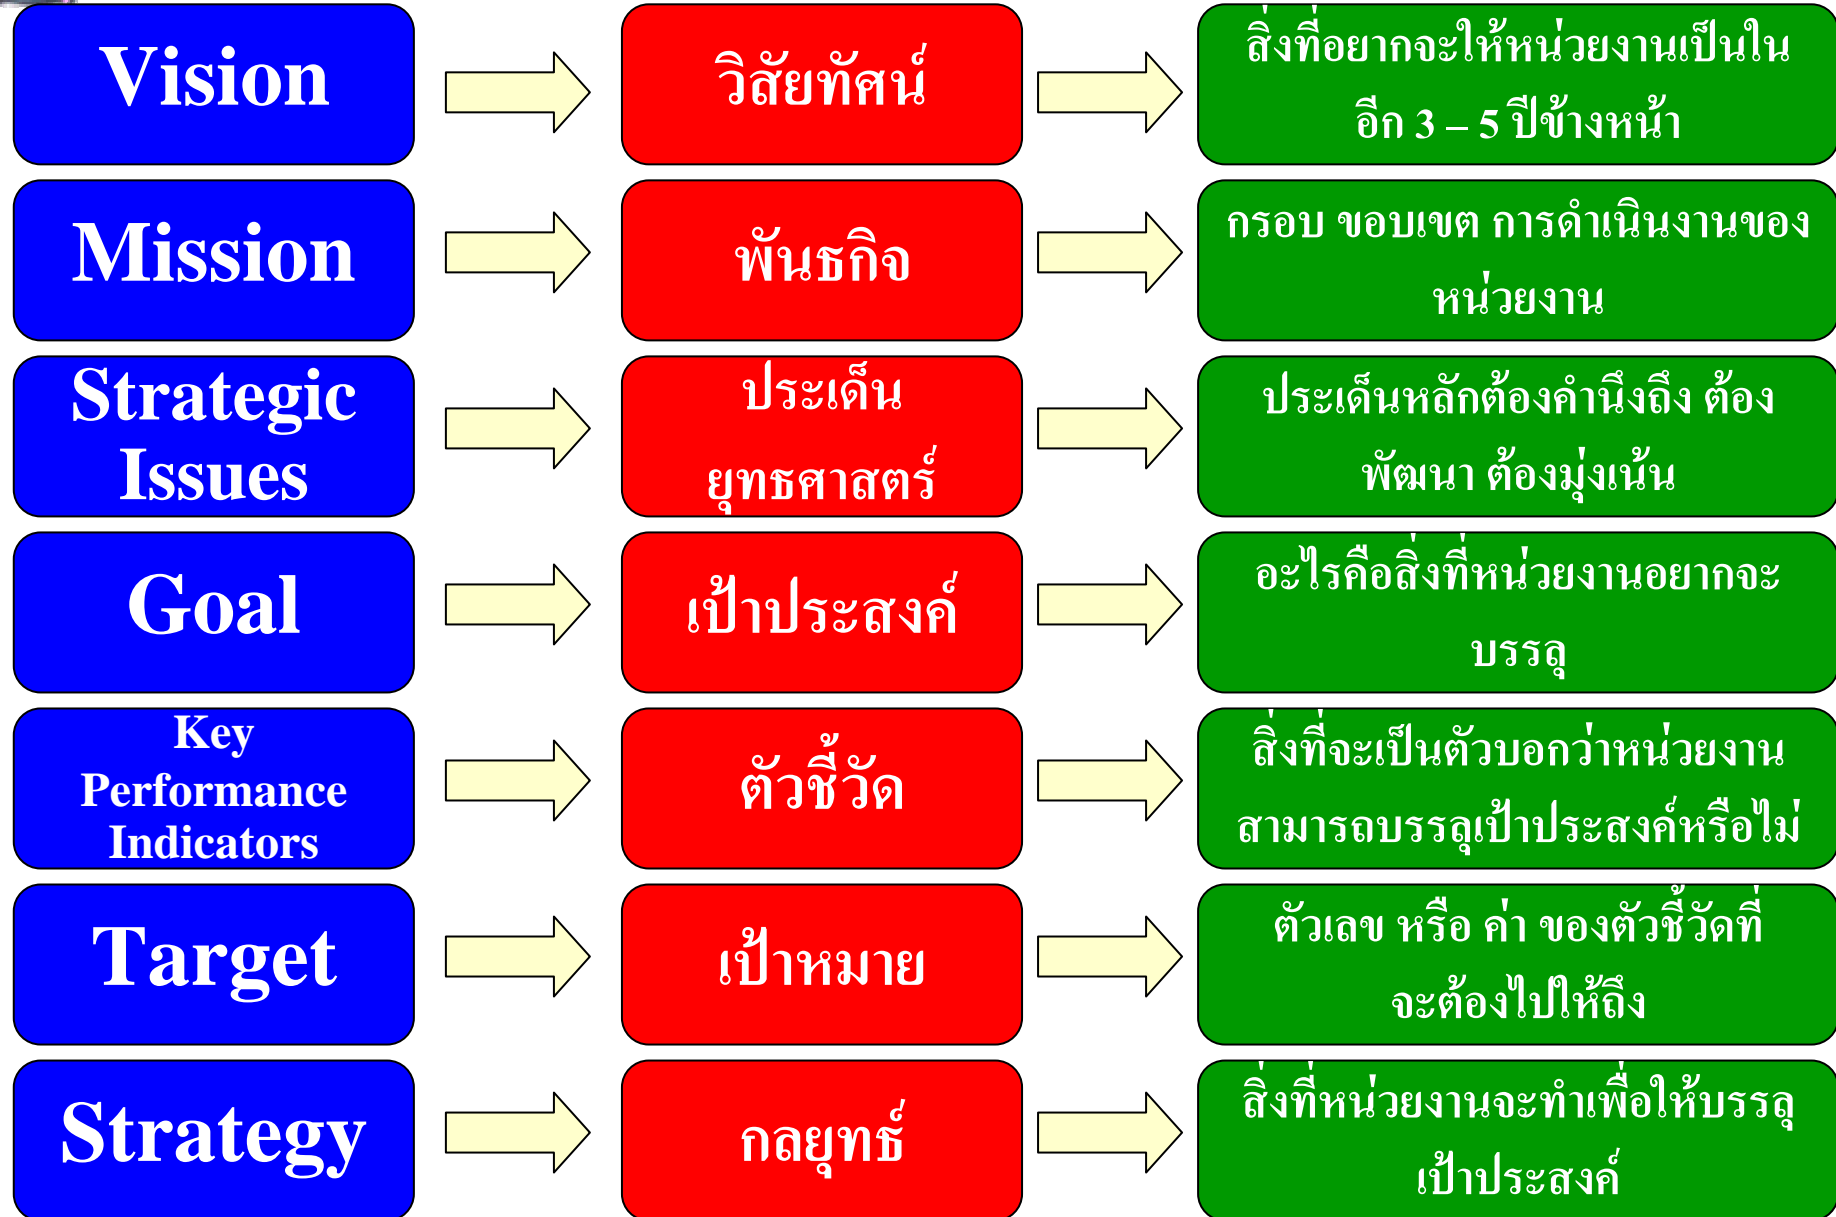 Vision
วิสัยทัศน์
สิ่งที่อยากจะให้หน่วยงานเป็นใน
อีก 3 – 5 ปีข้างหน้า
Mission
พันธกิจ
กรอบ ขอบเขต การดำเนินงานของ
หน่วยงาน
Strategic
Issues
ประเด็น
ยุทธศาสตร์
ประเด็นหลักต้องคำนึงถึง ต้อง
พัฒนา ต้องมุ่งเน้น
Goal
เป้าประสงค์
อะไรคือสิ่งที่หน่วยงานอยากจะ
บรรลุ
Key
Performance
Indicators
ตัวชี้วัด
สิ่งที่จะเป็นตัวบอกว่าหน่วยงาน
สามารถบรรลุเป้าประสงค์หรือไม่
Target
เป้าหมาย
ตัวเลข หรือ ค่า ของตัวชี้วัดที่
จะต้องไปให้ถึง
Strategy
กลยุทธ์
สิ่งที่หน่วยงานจะทำเพื่อให้บรรลุ
เป้าประสงค์